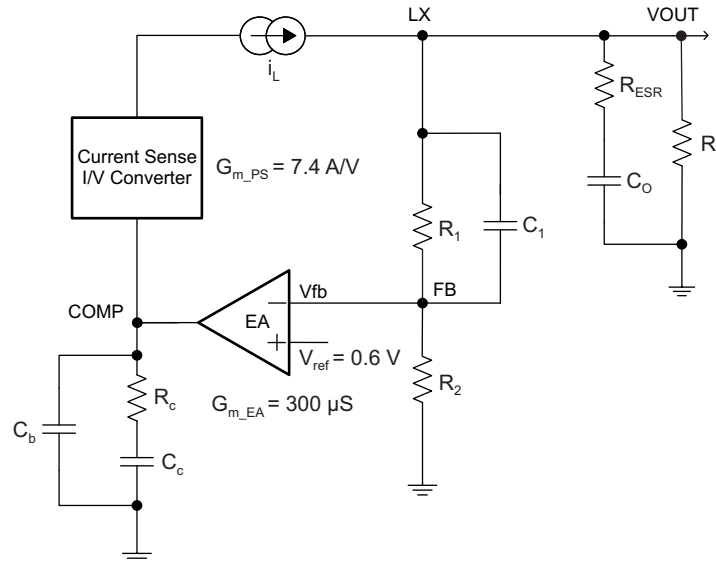 LX
VOUT
i_L
R_ESR
Current Sense
I/V Converter
G_m_PS = 7.4 A/V
R
C_O
R_1
C_1
Vfb
FB
COMP
EA
V_ref = 0.6 V
R_2
R_c
G_m_EA = 300 µS
C_b
C_c